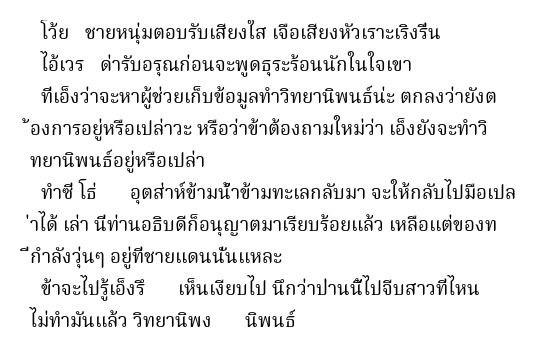 โว้ย ชายหนุ่มตอบรับเสียงใส เจือเสียงหัวเราะเริงรื่น
ไอ้เวร ด่ารับอรุณก่อนจะพูดธุระร้อนนักในใจเขา
ที่เอ็งว่าจะหาผู้ช่วยเก็บข้อมูลทำวิทยานิพนธ์น่ะ ตกลงว่ายังต
้องการอยู่หรือเปล่าวะ หรือว่าข้าต้องถามใหม่ว่า เอ็งยังจะทำวิ
ทยานิพนธ์อยู่หรือเปล่า
ทำซี โธ่ อุตส่าห์ข้ามน้ำข้ามทะเลกลับมา จะให้กลับไปมือเปล
่าได้ เล่า นี่ท่านอธิบดีก็อนุญาตมาเรียบร้อยแล้ว เหลือแต่ของท
ี่กำลังวุ่นๆ อยู่ที่ชายแดนนั่นแหละ
ข้าจะไปรู้เอ็งรึ เห็นเงียบไป นึกว่าป่านนี้ไปจีบสาวที่ไหน
ไม่ทำมันแล้ว วิทยานิพง นิพนธ์